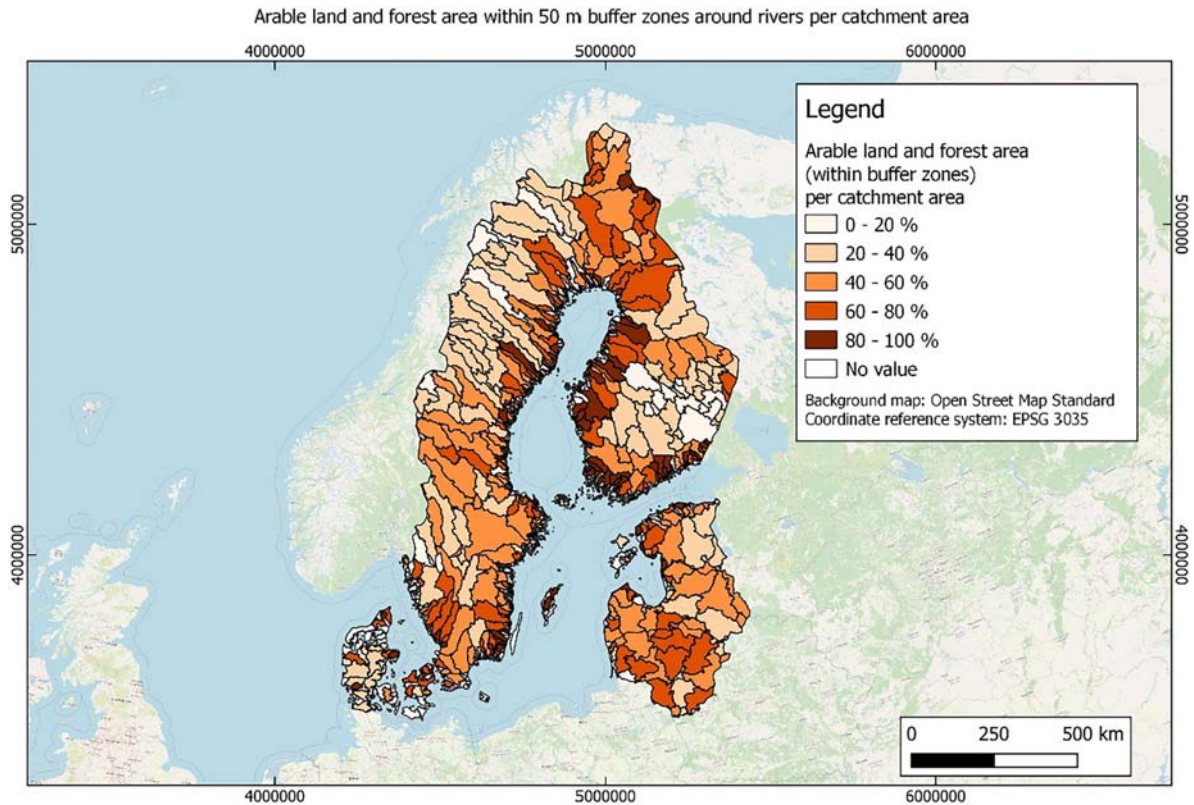 Arable land and forest area within 50 m buffer zones around rivers per catchment area
4000000
5000000
6000000
5000000
5000000
4000000
4000000
Legend
Arable land and forest area
(within buffer zones)
per catchment area
0 - 20 %
20 - 40 %
40 - 60 %
60 - 80 %
80 - 100 %
No value
Background map: Open Street Map Standard
Coordinate reference system: EPSG 3035
0
250
500 km
4000000
5000000
6000000